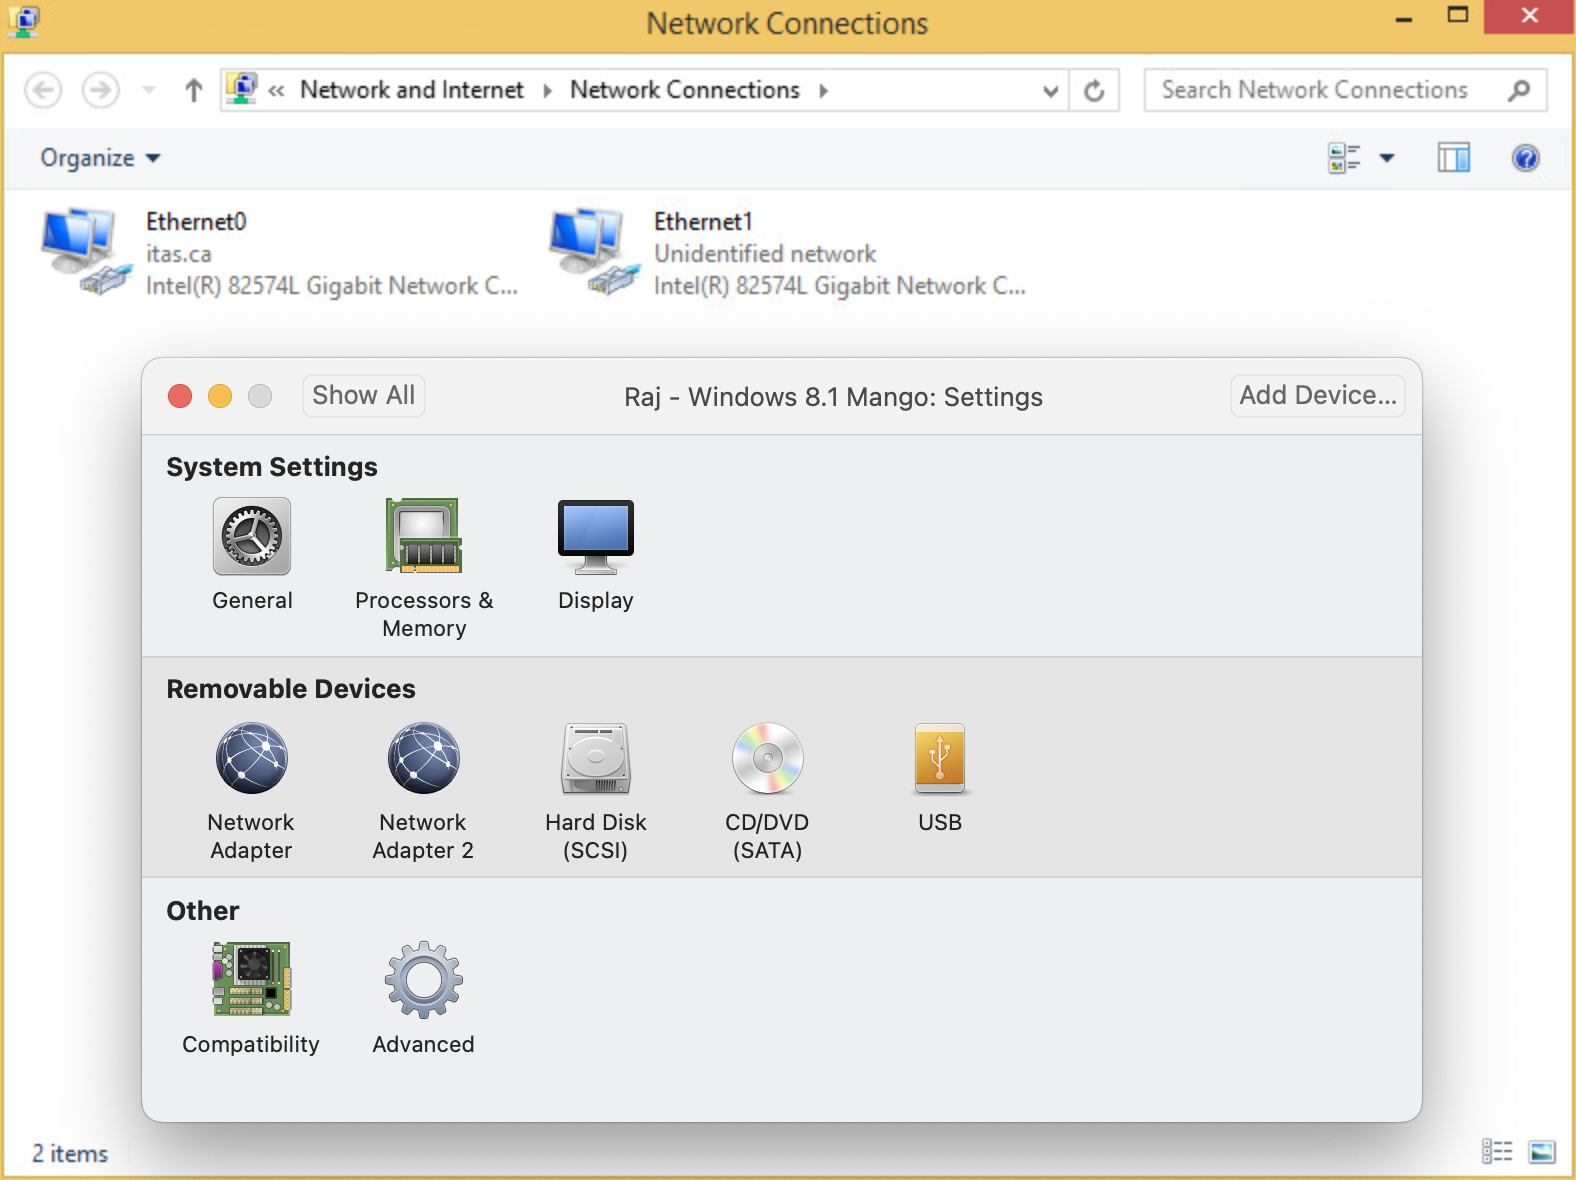 Network Connections
« Network and Internet Network Connections
Search Network Connections
Organize
Ethernet0
itas.ca
Intel(R) 82574L Gigabit Network C...
Ethernet1
Unidentified network
Intel(R) 82574L Gigabit Network C...
Show All
Raj - Windows 8.1 Mango: Settings
Add Device...
System Settings
General
Processors &
Memory
Display
Removable Devices
Network
Adapter
Network
Adapter 2
Hard Disk
(SCSI)
CD/DVD
(SATA)
USB
Other
Compatibility
Advanced
2 items